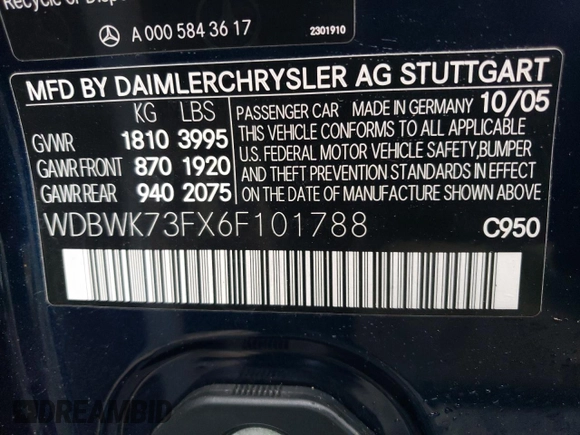 Recycle or Disp
A 000 584 36 17
2301910
MFD BY DAIMLERCHRYSLER AG STUTTGART
KG LBS
GVWR 1810 3995
GAWR FRONT 870 1920
GAWR REAR 940 2075
PASSENGER CAR MADE IN GERMANY 10/05
THIS VEHICLE CONFORMS TO ALL APPLICABLE
U.S. FEDERAL MOTOR VEHICLE SAFETY, BUMPER
AND THEFT PREVENTION STANDARDS IN EFFECT
ON THE DATE OF MANUFACTURE SHOWN ABOVE.
WDBWK73FX6F101788
C950
DREAMBID